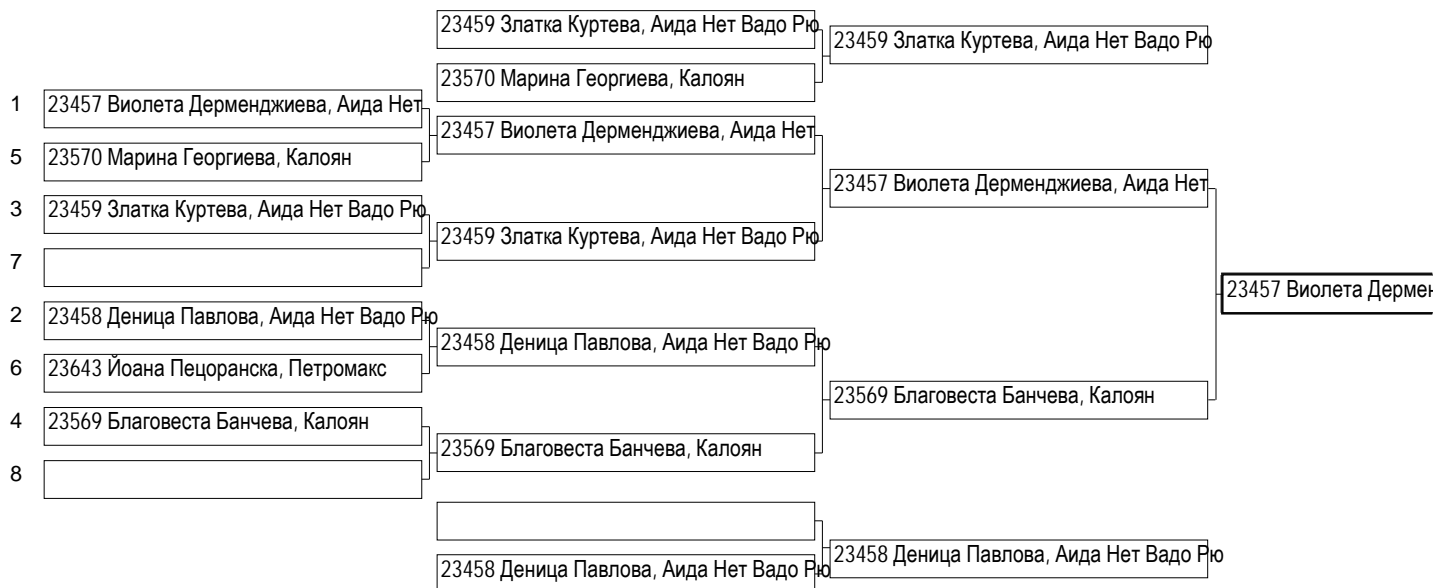 23459 Златка Куртева, Аида Нет Вадо Рю
23459 Златка Куртева, Аида Нет Вадо Рю
23570 Марина Георгиева, Калоян
1 23457 Виолета Дерменджиева, Аида Нет
23457 Виолета Дерменджиева, Аида Нет
5 23570 Марина Георгиева, Калоян
23457 Виолета Дерменджиева, Аида Нет
3 23459 Златка Куртева, Аида Нет Вадо Рю
23459 Златка Куртева, Аида Нет Вадо Рю
7
23457 Виолета Дермен
2 23458 Деница Павлова, Аида Нет Вадо Рю
23458 Деница Павлова, Аида Нет Вадо Рю
6 23643 Йоана Пецоранска, Петромакс
23569 Благовеста Банчева, Калоян
4 23569 Благовеста Банчева, Калоян
23569 Благовеста Банчева, Калоян
8
23458 Деница Павлова, Аида Нет Вадо Рю
23458 Деница Павлова, Аида Нет Вадо Рю